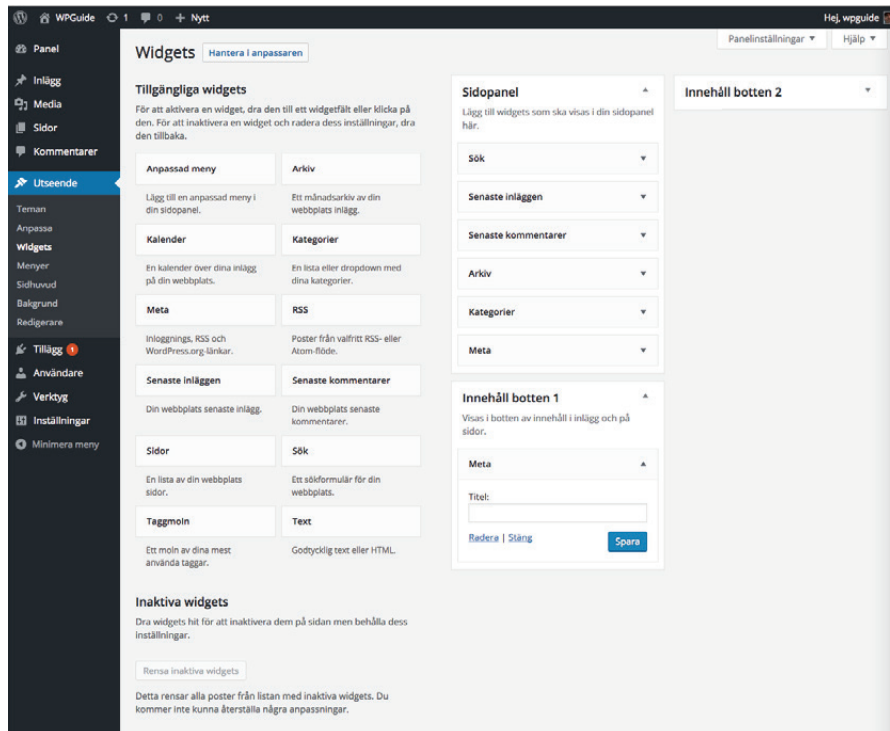 WPGuide 1 0 + Nytt
Hej, wpguide
Panel
Inlägg
Media
Sidor
Kommentarer
Utseende
Teman
Anpassa
Widgets
Menyer
Sidhuvud
Bakgrund
Redigerare
Tillägg 1
Användare
Verktyg
Inställningar
Minimera meny
Panelinställningar ▼
Hjälp ▼
Widgets
Hantera i anpassaren
Tillgängliga widgets
För att aktivera en widget, dra den till ett widgetfält eller klicka på
den. För att inaktivera en widget och radera dess inställningar, dra
den tillbaka.
Anpassad meny
Lägg till en anpassad meny i
din sidopanel.
Arkiv
Ett månadsarkiv av din
webbplats inlägg.
Kalender
En kalender över dina inlägg
på din webbplats.
Kategorier
En lista eller dropdown med
dina kategorier.
Meta
Inloggnings, RSS och
WordPress.org-länkar.
RSS
Poster från valfritt RSS- eller
Atom-flöde.
Senaste inläggen
Din webbplats senaste inlägg.
Senaste kommentarer
Din webbplats senaste
kommentarer.
Sidor
En lista av din webbplats
sidor.
Sök
Ett sökformulär för din
webbplats.
Taggmoln
Ett moln av dina mest
använda taggar.
Text
Godtycklig text eller HTML.
Inaktiva widgets
Dra widgets hit för att inaktivera dem på sidan men behålla dess
inställningar.
Rensa inaktiva widgets
Detta rensar alla poster från listan med inaktiva widgets. Du
kommer inte kunna återställa några anpassningar.
Sidopanel
Lägg till widgets som ska visas i din sidopanel
här.
Sök
Senaste inläggen
Senaste kommentarer
Arkiv
Kategorier
Meta
Innehåll botten 1
Visas i botten av innehåll i inlägg och på
sidor.
Meta
Titel:
Radera | Stäng
Spara
Innehåll botten 2